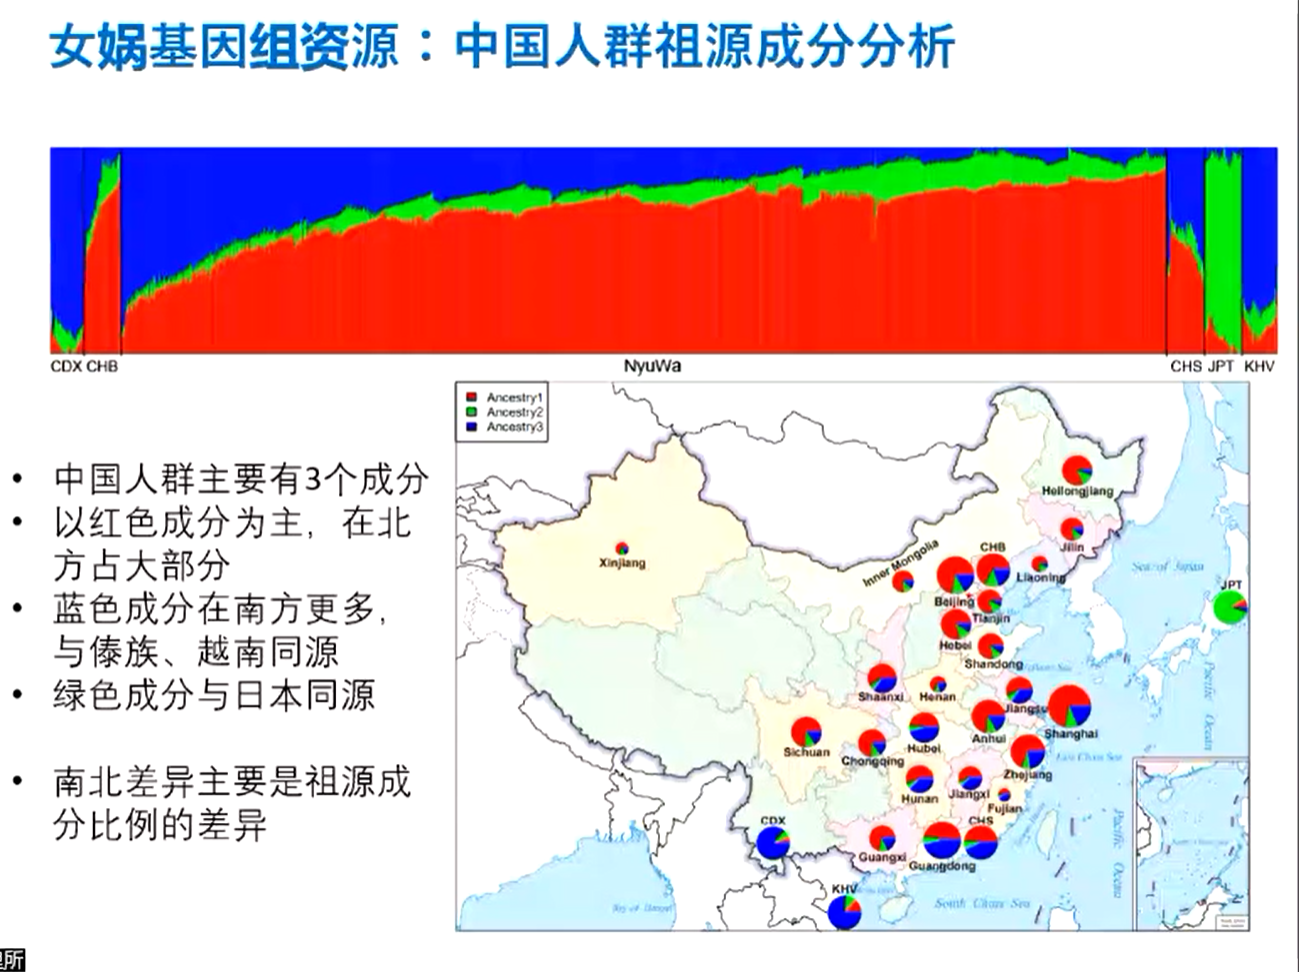 女娲基因组资源：中国人群祖源成分分析
CDX CHB NyuWa CHS JPT KHV
• 中国人群主要有3个成分
• 以红色成分为主，在北
方占大部分
• 蓝色成分在南方更多，
与傣族、越南同源
• 绿色成分与日本同源
• 南北差异主要是祖源成
分比例的差异
Ancestry1
Ancestry2
Ancestry3
Heilongjiang
Jilin
Xinjiang
Inner Mongolia
CHB
Liaoning
Sea of Japan
JPT
Beijing
Tianjin
Hebei
Shandong
Shaanxi
Henan
Jiangsu
Pacific Ocean
Shanghai
Anhui
Sichuan
Hubei
Chongqing
East China Sea
Zhejiang
Hunan
Jiangxi
Fujian
CDX
CHS
Guangxi
Guangdong
Pacific Ocean
KHV
South China Sea
Bay of Bengal
理所